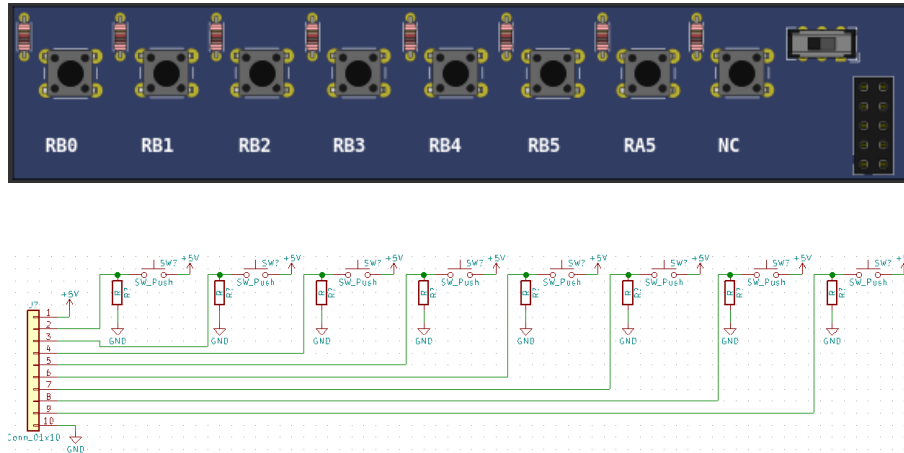 RB0 RB1 RB2 RB3 RB4 RB5 RA5 NC
SW? +5V SW? +5V SW? +5V SW? +5V SW? +5V SW? +5V SW? +5V SW?
SW_Push SW_Push SW_Push SW_Push SW_Push SW_Push SW_Push SW_Push
R R? R R? R R? R R? R R? R R? R R? R R?
+5V
J?
1
2
GND GND GND GND GND GND GND GND
3
4
5
6
7
8
9
10
Conn_01x10
GND